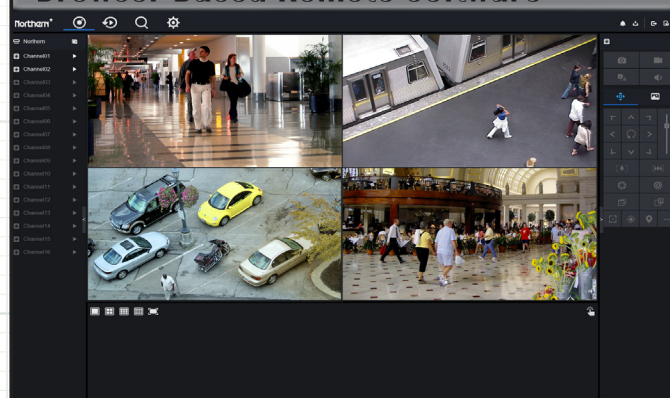 Browser Based Remote Software
Northern
Northern
Channel01
Channel02
Channel03
Channel04
Channel05
Channel06
Channel07
Channel08
Channel09
Channel10
Channel11
Channel12
Channel13
Channel14
Channel15
Channel16